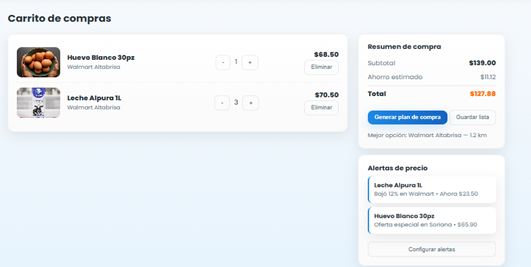 Carrito de compras
Huevo Blanco 30pz
Walmart Altabrisa
- 1 +
$68.50
Eliminar
Leche Alpura 1L
Walmart Altabrisa
- 3 +
$70.50
Eliminar
Resumen de compra
Subtotal $139.00
Ahorro estimado $11.12
Total $127.88
Generar plan de compra
Guardar lista
Mejor opción: Walmart Altabrisa — 1.2 km
Alertas de precio
Leche Alpura 1L
Bajó 12% en Walmart • Ahora $23.50
Huevo Blanco 30pz
Oferta especial en Soriana • $65.90
Configurar alertas